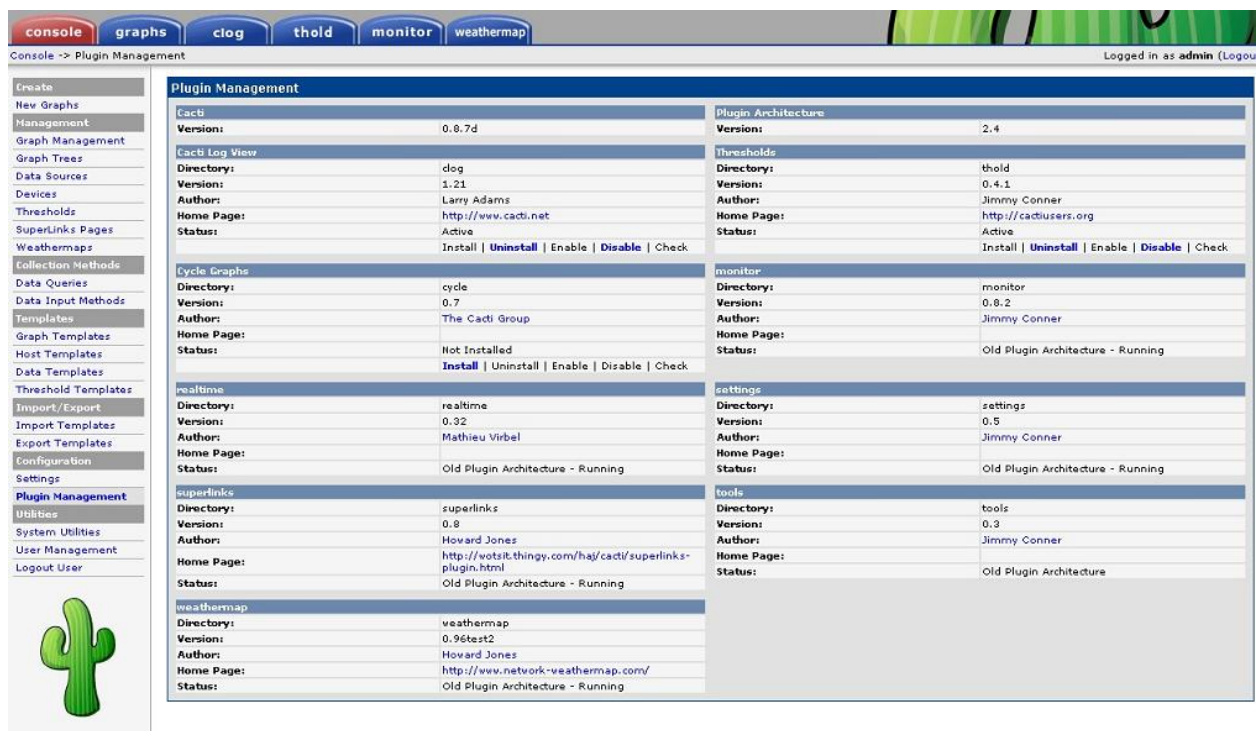 console graphs clog thold monitor weathermap
Console -> Plugin Management
Logged in as admin (Logou
Create
New Graphs
Management
Graph Management
Graph Trees
Data Sources
Devices
Thresholds
SuperLinks Pages
Weathermaps
Collection Methods
Data Queries
Data Input Methods
Templates
Graph Templates
Host Templates
Data Templates
Threshold Templates
Import/Export
Import Templates
Export Templates
Configuration
Settings
Plugin Management
Utilities
System Utilities
User Management
Logout User
Plugin Management
Cacti
Version: 0.8.7d
Plugin Architecture
Version: 2.4
Cacti Log View
Directory: clog
Version: 1.21
Author: Larry Adams
Home Page: http://www.cacti.net
Status: Active
Install | Uninstall | Enable | Disable | Check
Thresholds
Directory: thold
Version: 0.4.1
Author: Jimmy Conner
Home Page: http://cactiusers.org
Status: Active
Install | Uninstall | Enable | Disable | Check
Cycle Graphs
Directory: cycle
Version: 0.7
Author: The Cacti Group
Home Page:
Status: Not Installed
Install | Uninstall | Enable | Disable | Check
monitor
Directory: monitor
Version: 0.8.2
Author: Jimmy Conner
Home Page:
Status: Old Plugin Architecture - Running
realtime
Directory: realtime
Version: 0.32
Author: Mathieu Virbel
Home Page:
Status: Old Plugin Architecture - Running
settings
Directory: settings
Version: 0.5
Author: Jimmy Conner
Home Page:
Status: Old Plugin Architecture - Running
superlinks
Directory: superlinks
Version: 0.8
Author: Howard Jones
Home Page: http://wotsit.thingy.com/haj/cacti/superlinks-
plugin.html
Status: Old Plugin Architecture - Running
tools
Directory: tools
Version: 0.3
Author: Jimmy Conner
Home Page:
Status: Old Plugin Architecture
weathermap
Directory: weathermap
Version: 0.96test2
Author: Howard Jones
Home Page: http://www.network-weathermap.com/
Status: Old Plugin Architecture - Running